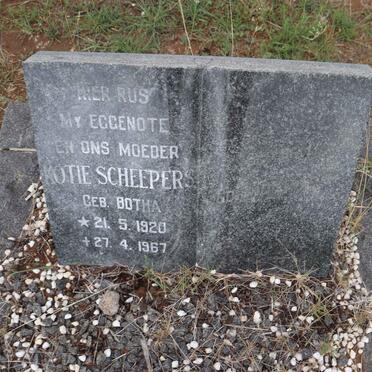 HIER RUS
MY EGGENOTE
EN ONS MOEDER
KOTIE SCHEEPERS
GEB. BOTHA
* 21. 5. 1920
+ 27. 4. 1967